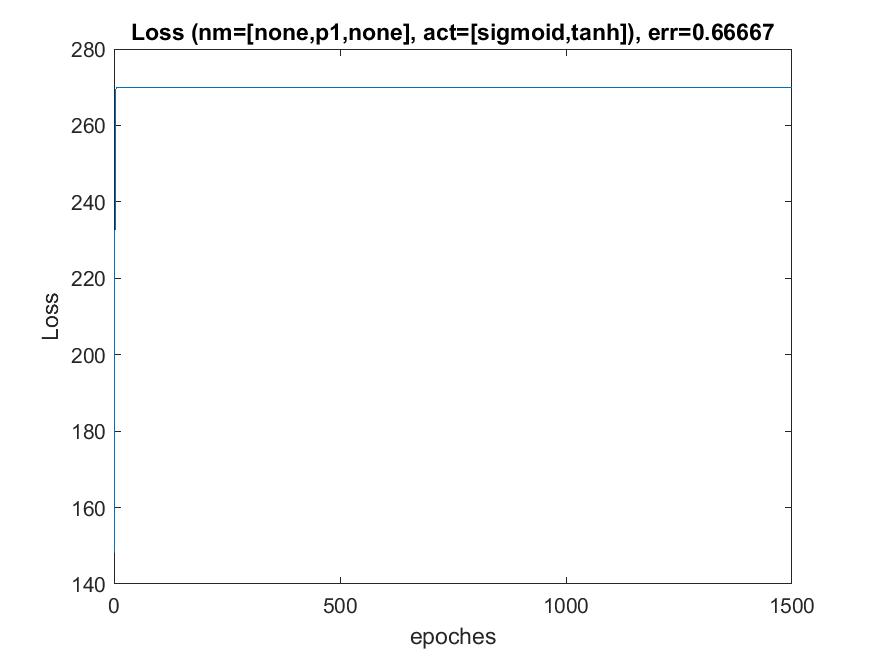 Loss (nm=[none,p1,none], act=[sigmoid,tanh]), err=0.66667
280
260
240
220
200
180
160
140
Loss
0 500 1000 1500
epoches